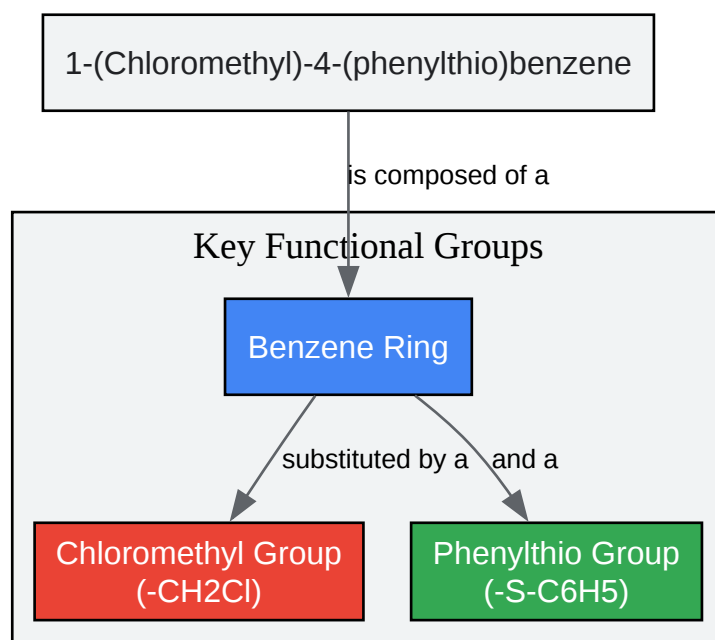 1-(Chloromethyl)-4-(phenylthio)benzene
is composed of a
Key Functional Groups
Benzene Ring
substituted by a
and a
Chloromethyl Group
(-CH2Cl)
Phenylthio Group
(-S-C6H5)